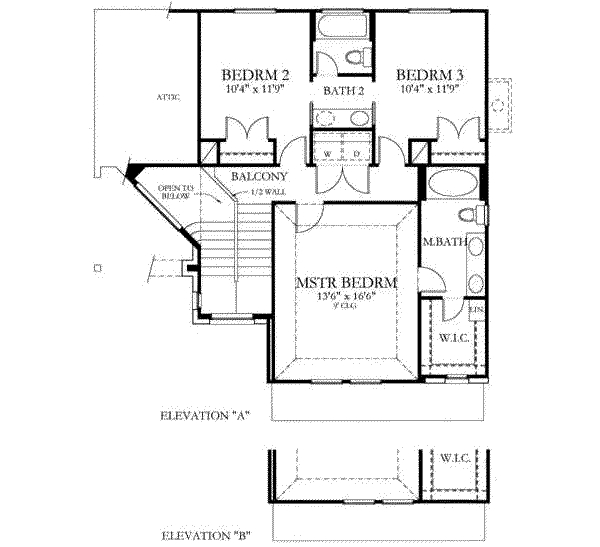 BEDRM 2
10'4" x 11'9"
BATH 2
BEDRM 3
10'4" x 11'9"
ATTIC
W D
BALCONY
1/2 WALL
OPEN TO
BELOW
M.BATH
MSTR BEDRM
13'6" x 16'6"
9' CLG
LIN.
W.I.C.
ELEVATION "A"
W.I.C.
ELEVATION "B"